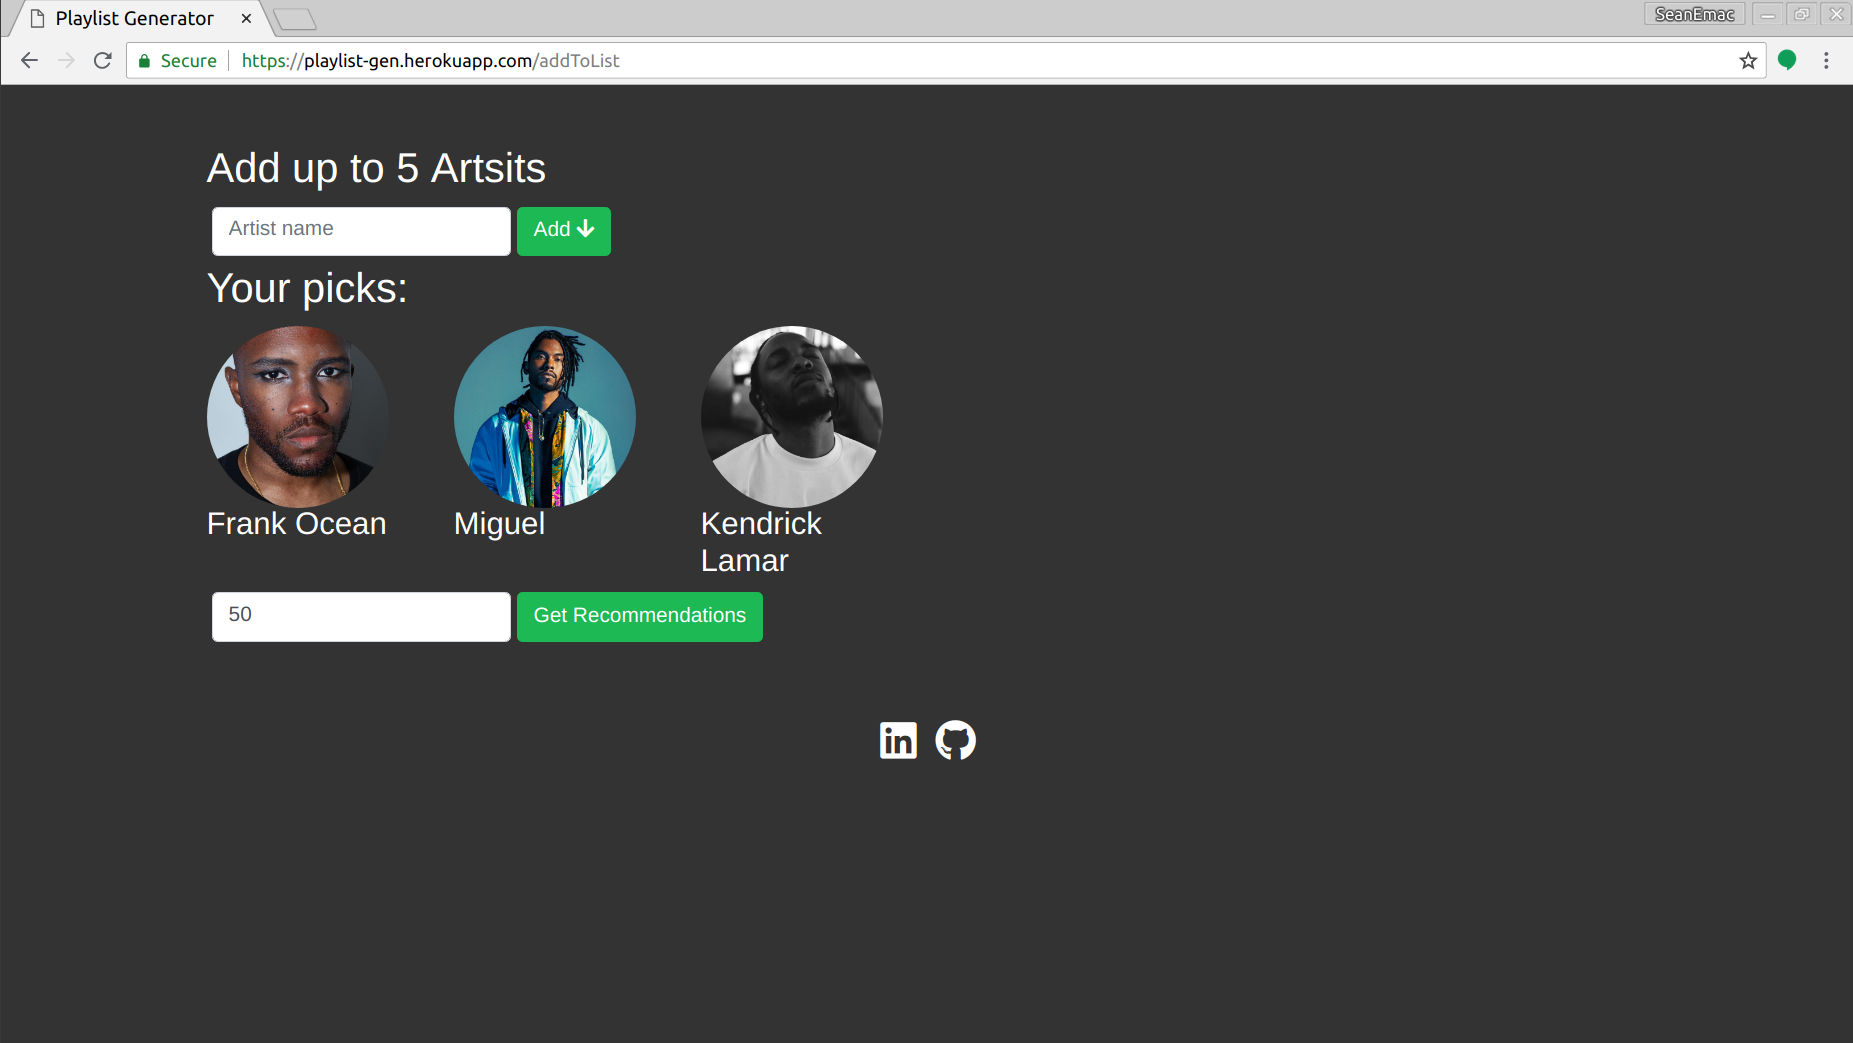 Playlist Generator
SeanEmac
Secure https://playlist-gen.herokuapp.com/addToList
Add up to 5 Artsits
Artist name Add
Your picks:
Frank Ocean Miguel Kendrick
Lamar
50 Get Recommendations
in